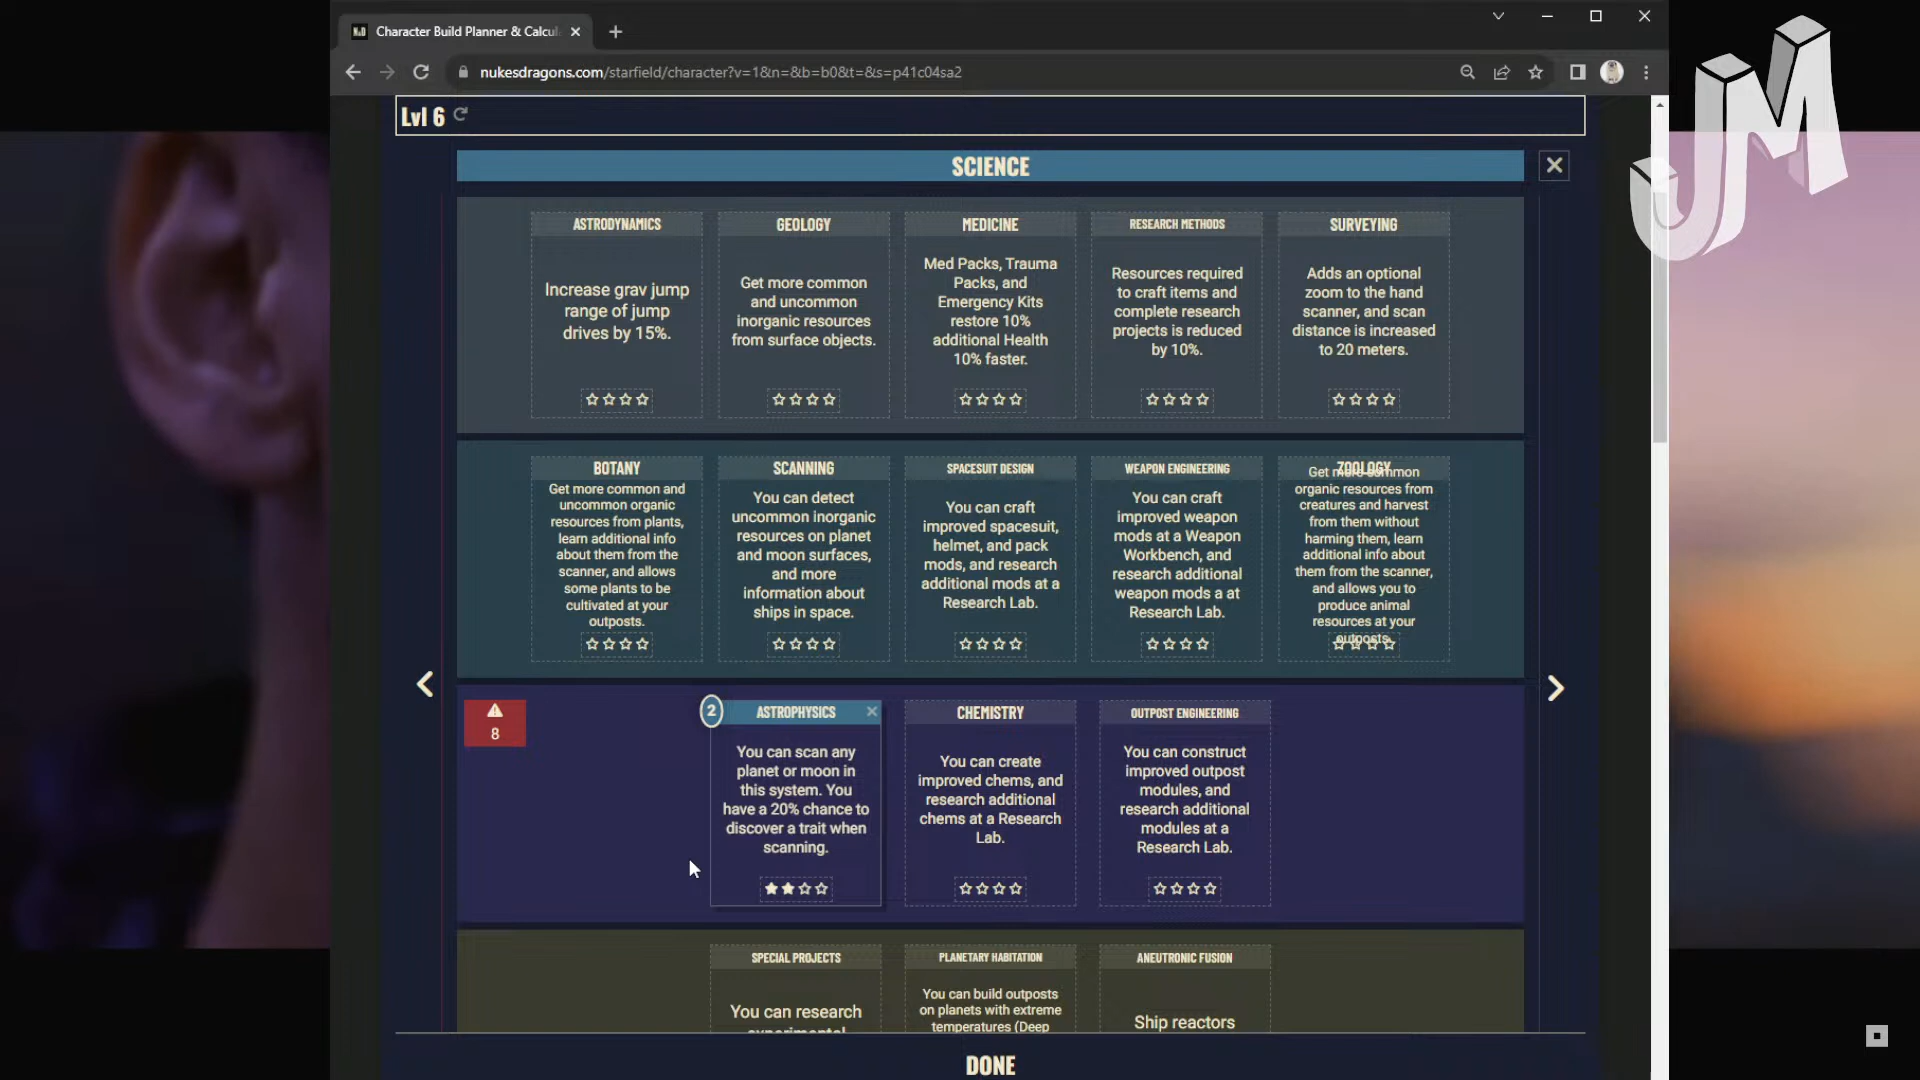 Character Build Planner & Calcul
nukesdragons.com/starfield/character?v=1&n=&b=b0&t=&s=p41c04sa2
JM
Lvl 6
SCIENCE
ASTRODYNAMICS
Increase grav jump
range of jump
drives by 15%.
GEOLOGY
Get more common
and uncommon
inorganic resources
from surface objects.
MEDICINE
Med Packs, Trauma
Packs, and
Emergency Kits
restore 10%
additional Health
10% faster.
RESEARCH METHODS
Resources required
to craft items and
complete research
projects is reduced
by 10%.
SURVEYING
Adds an optional
zoom to the hand
scanner, and scan
distance is increased
to 20 meters.
BOTANY
Get more common and
uncommon organic
resources from plants,
learn additional info
about them from the
scanner, and allows
some plants to be
cultivated at your
outposts.
SCANNING
You can detect
uncommon inorganic
resources on planet
and moon surfaces,
and more
information about
ships in space.
SPACESUIT DESIGN
You can craft
improved spacesuit,
helmet, and pack
mods, and research
additional mods at a
Research Lab.
WEAPON ENGINEERING
You can craft
improved weapon
mods at a Weapon
Workbench, and
research additional
weapon mods a at
Research Lab.
ZOOLOGY
Get more common
organic resources from
creatures and harvest
from them without
harming them, learn
additional info about
them from the scanner,
and allows you to
produce animal
resources at your
outposts.
8
2
ASTROPHYSICS
You can scan any
planet or moon in
this system. You
have a 20% chance to
discover a trait when
scanning.
CHEMISTRY
You can create
improved chems, and
research additional
chems at a Research
Lab.
OUTPOST ENGINEERING
You can construct
improved outpost
modules, and
research additional
modules at a
Research Lab.
SPECIAL PROJECTS
You can research
experimental
PLANETARY HABITATION
You can build outposts
on planets with extreme
temperatures (Deep
ANEUTRONIC FUSION
Ship reactors
DONE